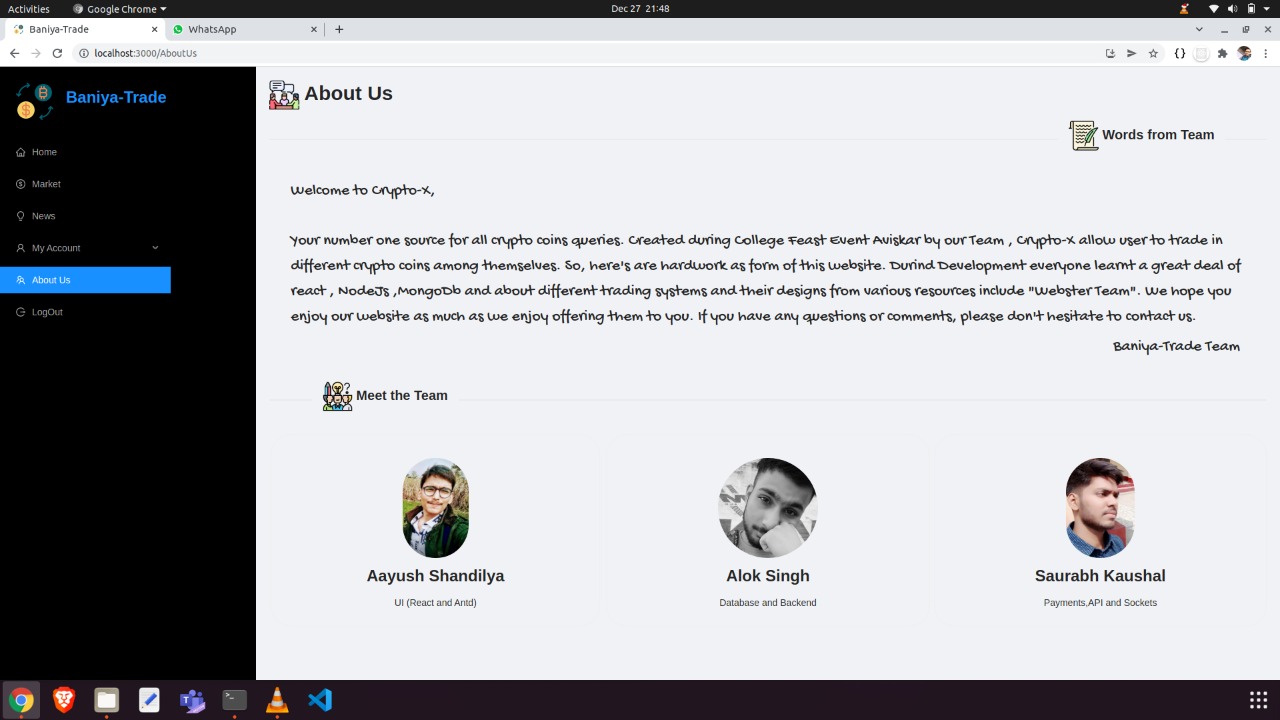 Activities
Google Chrome
Dec 27 21:48
Baniya-Trade
WhatsApp
localhost:3000/AboutUs
Baniya-Trade
Home
Market
News
My Account
About Us
LogOut
About Us
Words from Team
Welcome to Crypto-X,
Your number one source for all crypto coins queries. Created during College Feast Event Aviskar by our Team , Crypto-X allow user to trade in
different crypto coins among themselves. So, here's are hardwork as form of this website. Durind Development everyone learnt a great deal of
react , NodeJs ,MongoDb and about different trading systems and their designs from various resources include "Webster Team". We hope you
enjoy our website as much as we enjoy offering them to you. If you have any questions or comments, please don't hesitate to contact us.
Baniya-Trade Team
Meet the Team
Aayush Shandilya
UI (React and Antd)
Alok Singh
Database and Backend
Saurabh Kaushal
Payments,API and Sockets